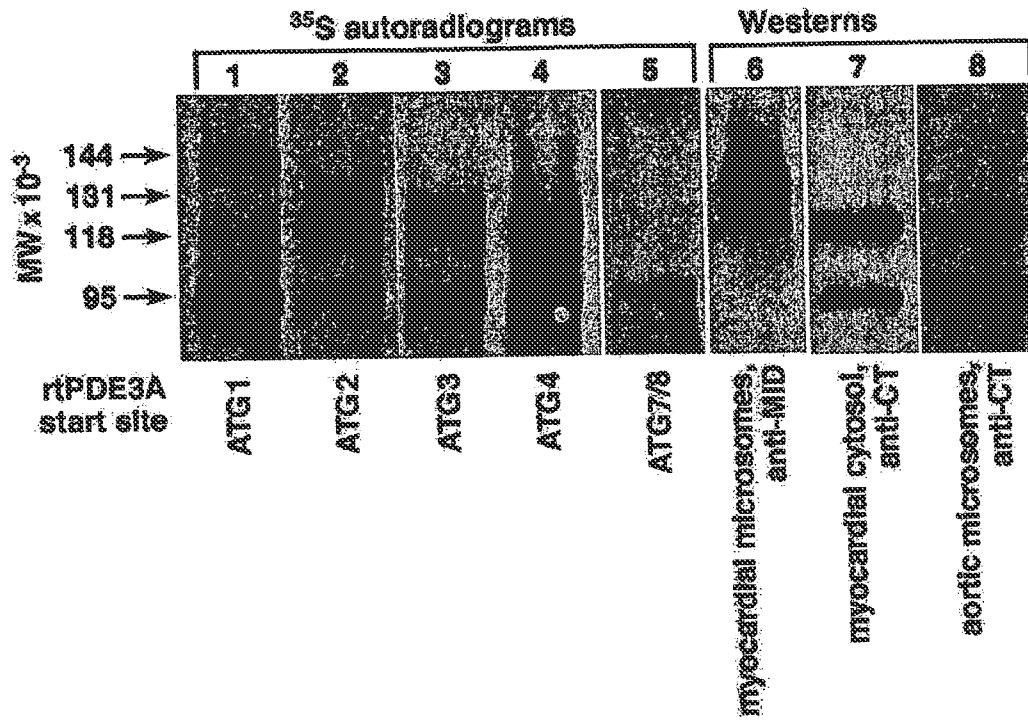 ³⁵S autoradiograms
Westerns
1 2 3 4 5 6 7 8
MW x 10⁻³
144
131
118
95
rtPDE3A
start site
ATG1
ATG2
ATG3
ATG4
ATG7/8
myocardial microsomes,
anti-MID
myocardial cytosol,
anti-CT
aortic microsomes,
anti-CT